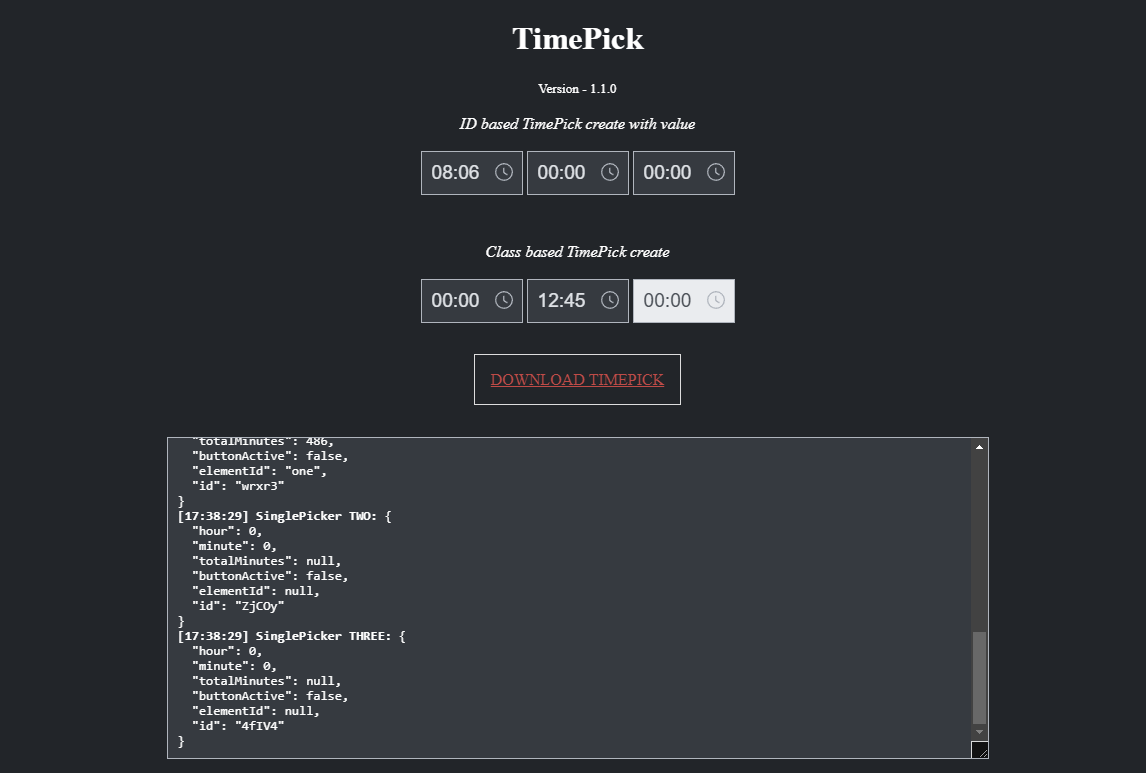 TimePick
Version - 1.1.0
ID based TimePick create with value
08:06 00:00 00:00
Class based TimePick create
00:00 12:45 00:00
DOWNLOAD TIMEPICK
"totalMinutes": 486,
"buttonActive": false,
"elementId": "one",
"id": "wrxr3"
}
[17:38:29] SinglePicker TWO: {
"hour": 0,
"minute": 0,
"totalMinutes": null,
"buttonActive": false,
"elementId": null,
"id": "ZjCOy"
}
[17:38:29] SinglePicker THREE: {
"hour": 0,
"minute": 0,
"totalMinutes": null,
"buttonActive": false,
"elementId": null,
"id": "4fIV4"
}